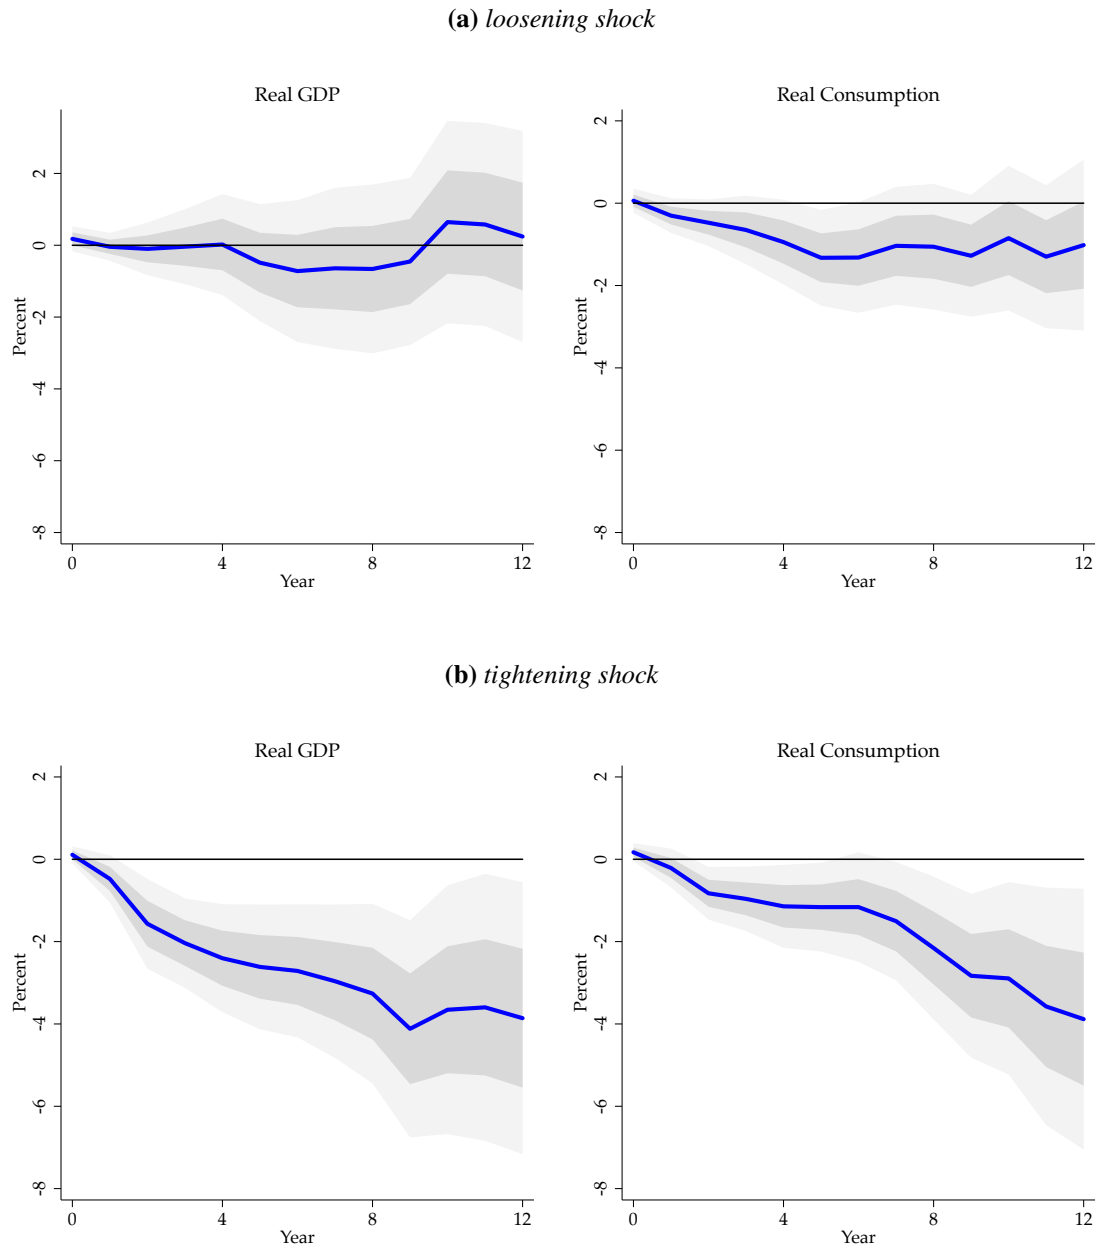 (a) loosening shock
Real GDP
Percent
2
0
-2
-4
-6
-8
0 4 8 12
Year
Real Consumption
Percent
2
0
-2
-4
-6
-8
0 4 8 12
Year
(b) tightening shock
Real GDP
Percent
2
0
-2
-4
-6
-8
0 4 8 12
Year
Real Consumption
Percent
2
0
-2
-4
-6
-8
0 4 8 12
Year